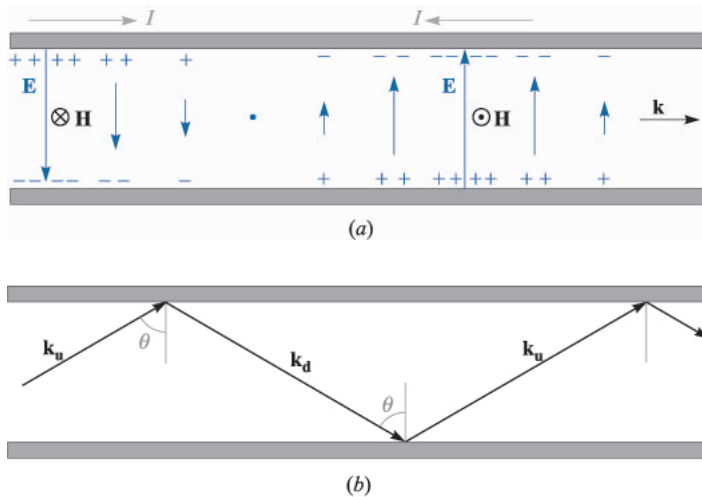 I I
+ + + + + + + − − − − − − − − −
E E
⊗ H ⊙ H k
− − − − − − − − + + + + + + + + + +
(a)
k_u θ k_d θ k_u
(b)